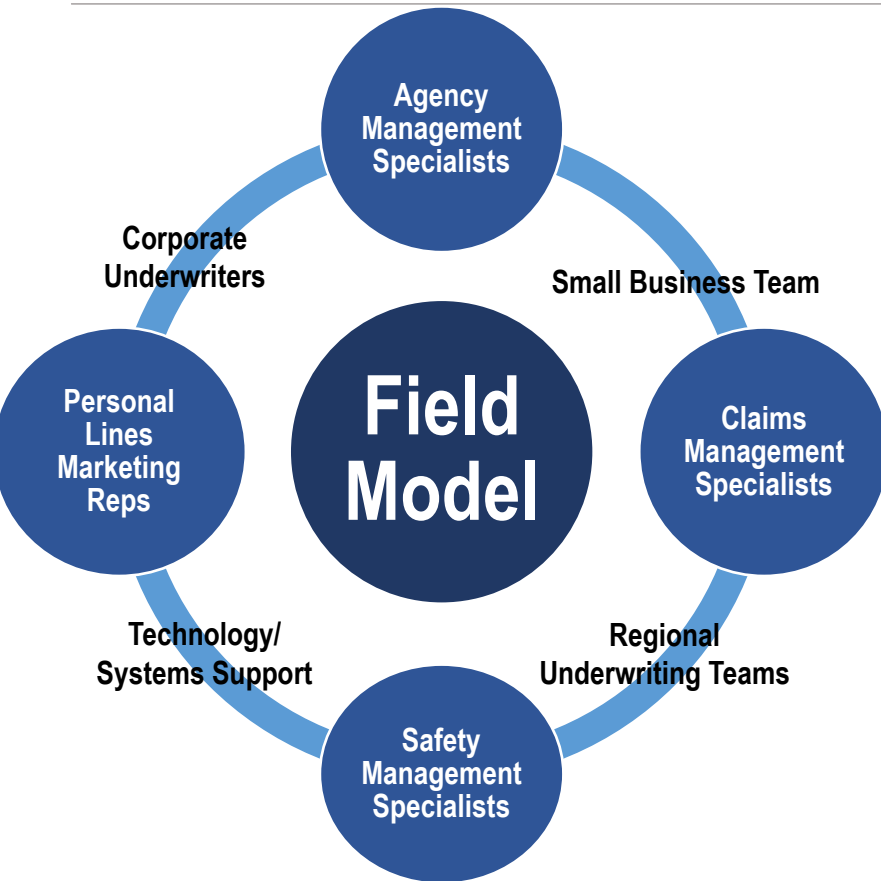 Agency
Management
Specialists
Corporate
Underwriters
Small Business Team
Field
Model
Personal
Lines
Marketing
Reps
Claims
Management
Specialists
Technology/
Systems Support
Regional
Underwriting Teams
Safety
Management
Specialists